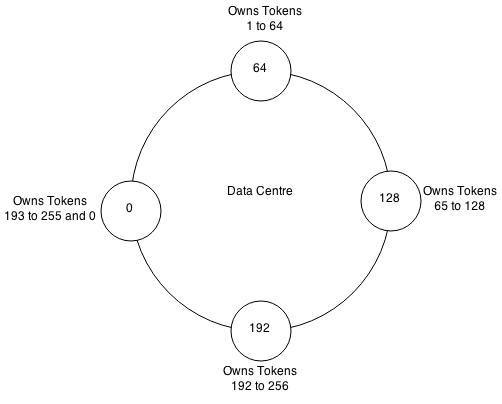 Owns Tokens
1 to 64
64
Owns Tokens
193 to 255 and 0
0
Data Centre
128
Owns Tokens
65 to 128
192
Owns Tokens
192 to 256